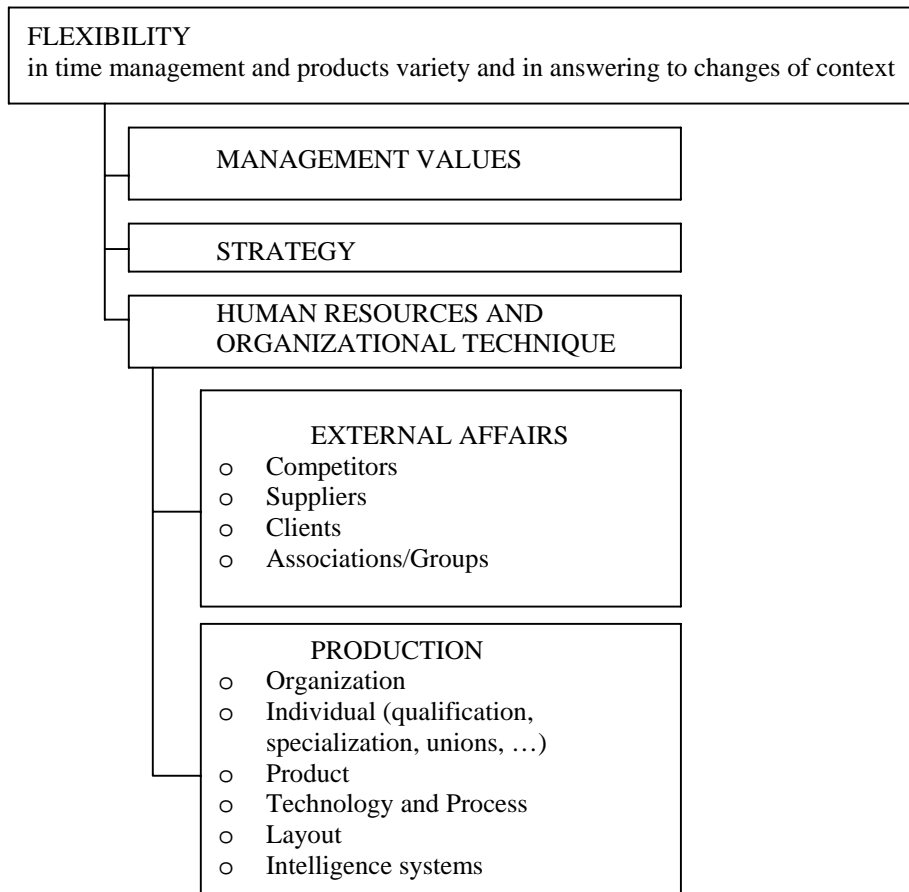 FLEXIBILITY
in time management and products variety and in answering to changes of context
MANAGEMENT VALUES
STRATEGY
HUMAN RESOURCES AND
ORGANIZATIONAL TECHNIQUE
EXTERNAL AFFAIRS
o Competitors
o Suppliers
o Clients
o Associations/Groups
PRODUCTION
o Organization
o Individual (qualification,
specialization, unions, …)
o Product
o Technology and Process
o Layout
o Intelligence systems